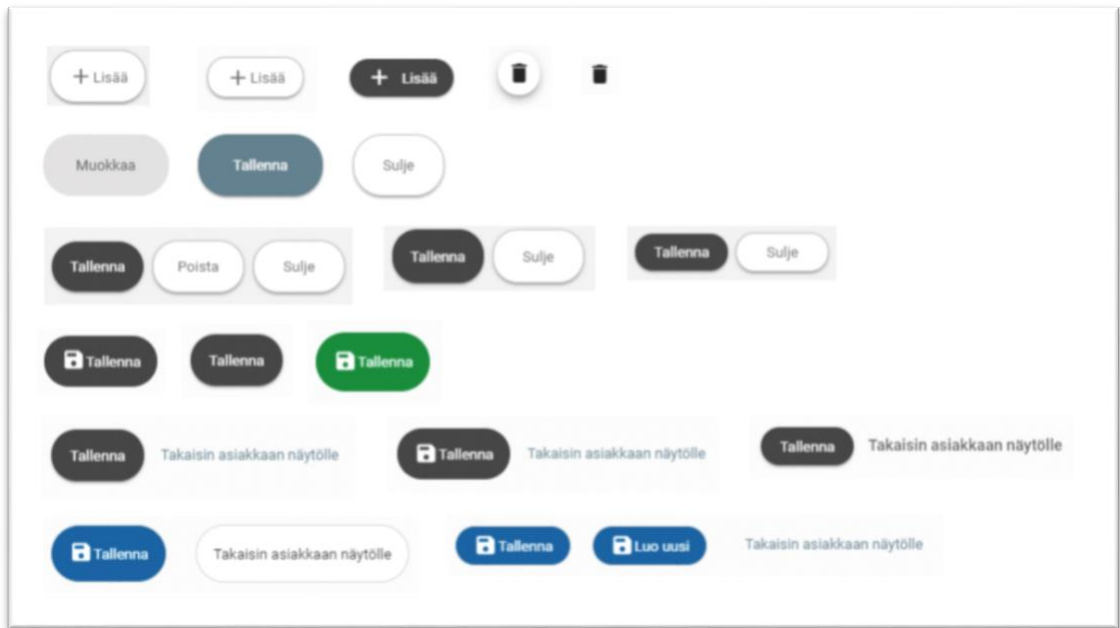 + Lisää + Lisää + Lisää
Muokkaa Tallenna Sulje
Tallenna Poista Sulje Tallenna Sulje Tallenna Sulje
Tallenna Tallenna Tallenna
Tallenna Takaisin asiakkaan näytölle Tallenna Takaisin asiakkaan näytölle Tallenna Takaisin asiakkaan näytölle
Tallenna Takaisin asiakkaan näytölle Tallenna Luo uusi Takaisin asiakkaan näytölle